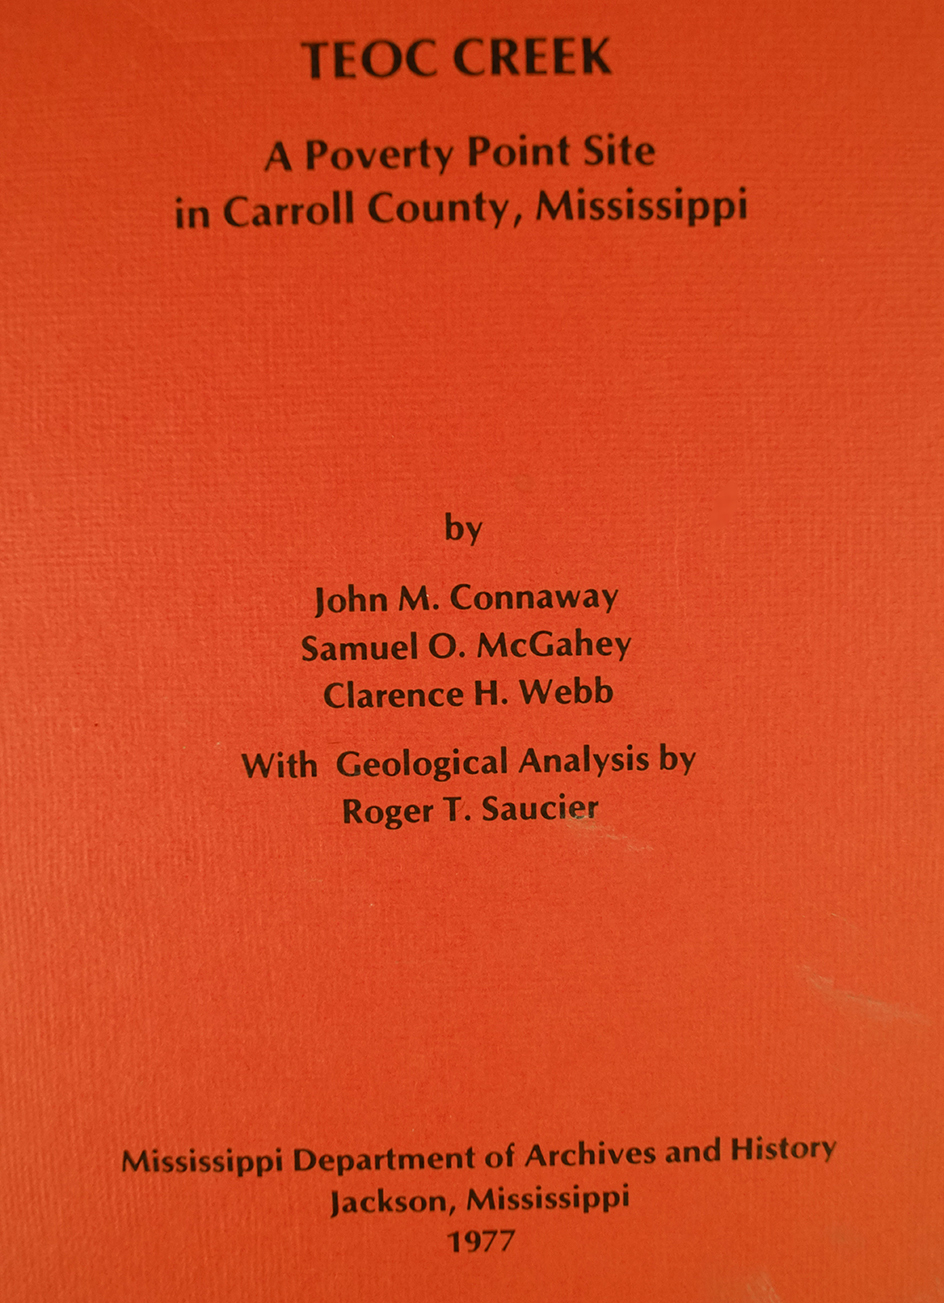 TEOC CREEK
A Poverty Point Site
in Carroll County, Mississippi
by
John M. Connaway
Samuel O. McGahey
Clarence H. Webb
With Geological Analysis by
Roger T. Saucier
Mississippi Department of Archives and History
Jackson, Mississippi
1977